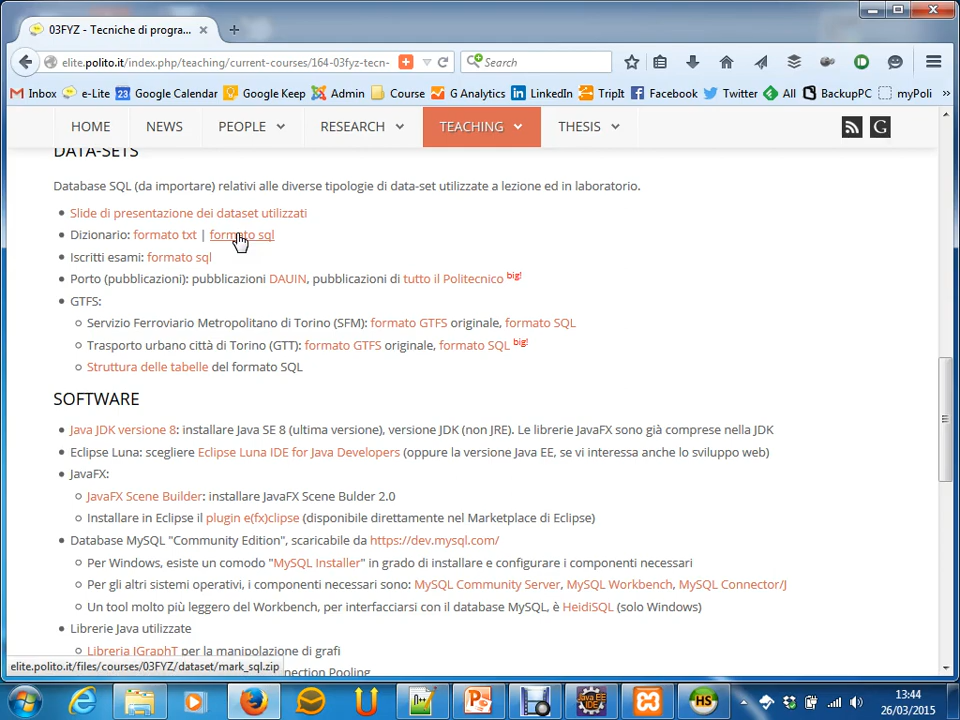 03FYZ - Tecniche di progra...
elite.polito.it/index.php/teaching/current-courses/164-03fyz-tecn-
Search
Inbox e-Lite 23 Google Calendar Google Keep Admin Course G Analytics LinkedIn TripIt Facebook Twitter All BackupPC myPoli
HOME NEWS PEOPLE RESEARCH TEACHING THESIS G
DATA-SETS
Database SQL (da importare) relativi alle diverse tipologie di data-set utilizzate a lezione ed in laboratorio.
Slide di presentazione dei dataset utilizzati
Dizionario: formato txt | formato sql
Iscritti esami: formato sql
Porto (pubblicazioni): pubblicazioni DAUIN, pubblicazioni di tutto il Politecnico big!
GTFS:
Servizio Ferroviario Metropolitano di Torino (SFM): formato GTFS originale, formato SQL
Trasporto urbano città di Torino (GTT): formato GTFS originale, formato SQL big!
Struttura delle tabelle del formato SQL
SOFTWARE
Java JDK versione 8: installare Java SE 8 (ultima versione), versione JDK (non JRE). Le librerie JavaFX sono già comprese nella JDK
Eclipse Luna: scegliere Eclipse Luna IDE for Java Developers (oppure la versione Java EE, se vi interessa anche lo sviluppo web)
JavaFX:
JavaFX Scene Builder: installare JavaFX Scene Bulder 2.0
Installare in Eclipse il plugin e(fx)clipse (disponibile direttamente nel Marketplace di Eclipse)
Database MySQL "Community Edition", scaricabile da https://dev.mysql.com/
Per Windows, esiste un comodo "MySQL Installer" in grado di installare e configurare i componenti necessari
Per gli altri sistemi operativi, i componenti necessari sono: MySQL Community Server, MySQL Workbench, MySQL Connector/J
Un tool molto più leggero del Workbench, per interfacciarsi con il database MySQL, è HeidiSQL (solo Windows)
Librerie Java utilizzate
Libreria JGraphT per la manipolazione di grafi
elite.polito.it/files/courses/03FYZ/dataset/mark_sql.zip
nection Pooling
Java EE IDE
HS
13:44
26/03/2015